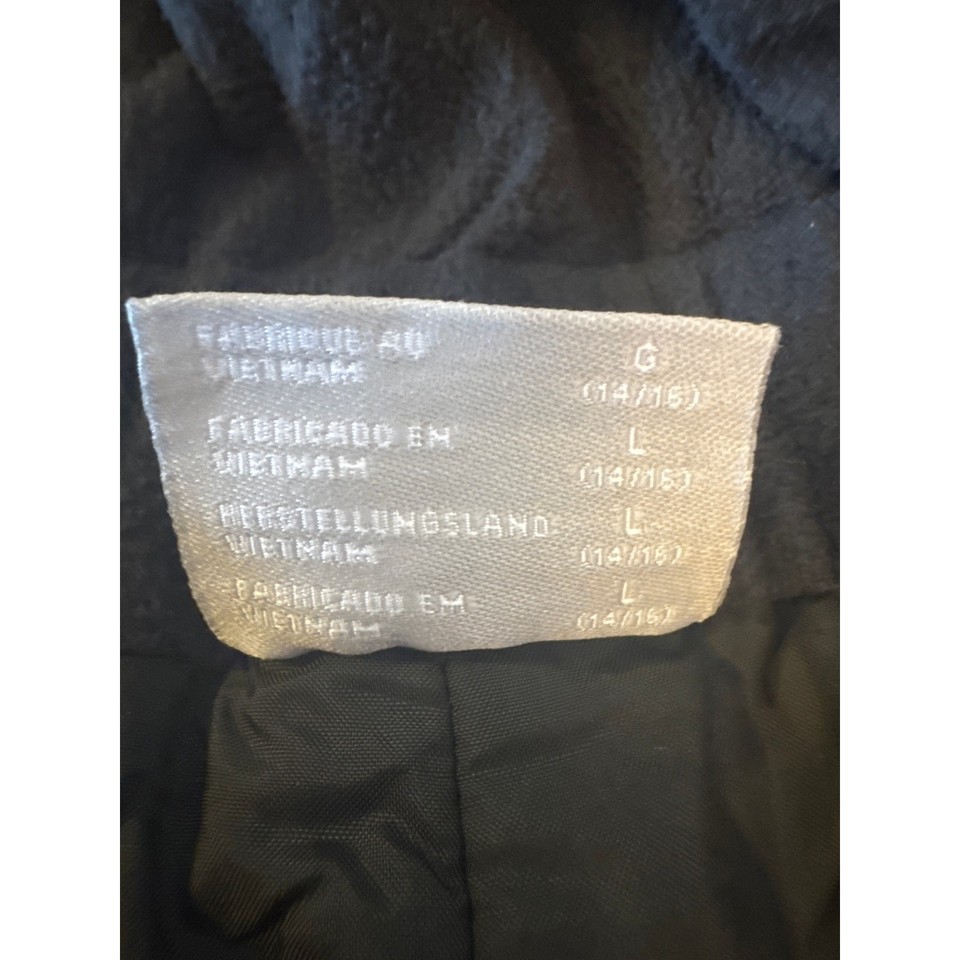 FABRIQUE AU G
VIETNAM (14/16)
FABRICADO EM L
VIETNAM (14/16)
HERSTELLUNGSLAND L
VIETNAM (14/16)
FABRICADO EM L
VIETNAM (14/16)